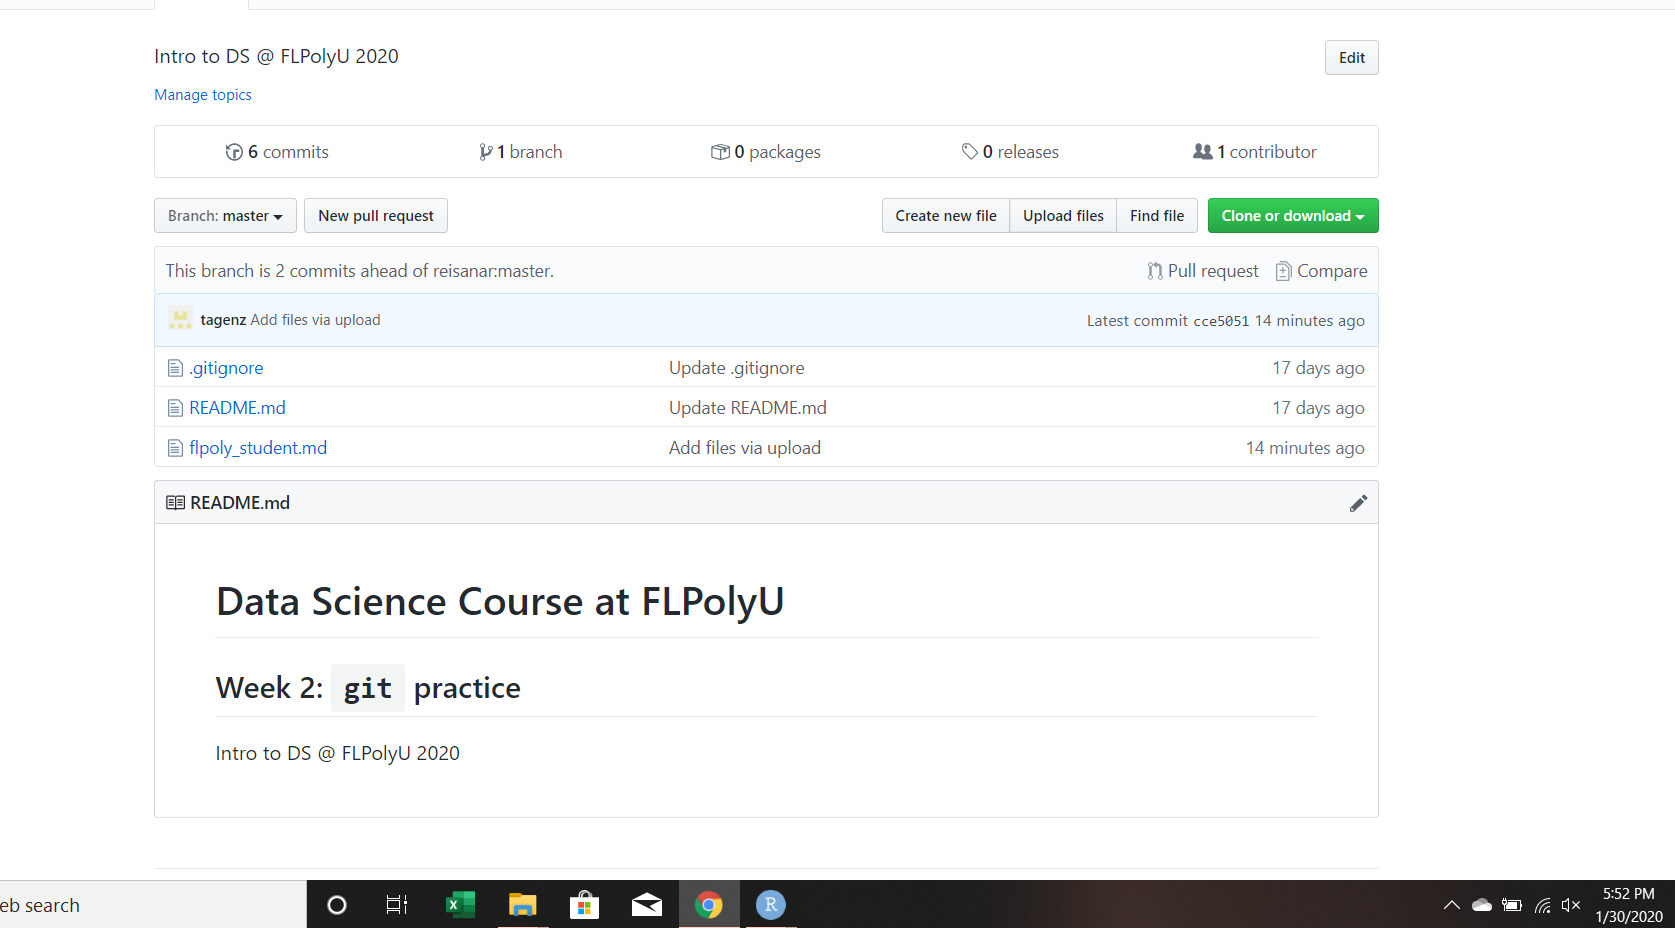 Intro to DS @ FLPolyU 2020
Edit
Manage topics
6 commits
1 branch
0 packages
0 releases
1 contributor
Branch: master
New pull request
Create new file
Upload files
Find file
Clone or download
This branch is 2 commits ahead of reisanar:master.
Pull request
Compare
tagenz Add files via upload
Latest commit cce5051 14 minutes ago
.gitignore
Update .gitignore
17 days ago
README.md
Update README.md
17 days ago
flpoly_student.md
Add files via upload
14 minutes ago
README.md
Data Science Course at FLPolyU
Week 2: git practice
Intro to DS @ FLPolyU 2020
eb search
X
R
5:52 PM
1/30/2020